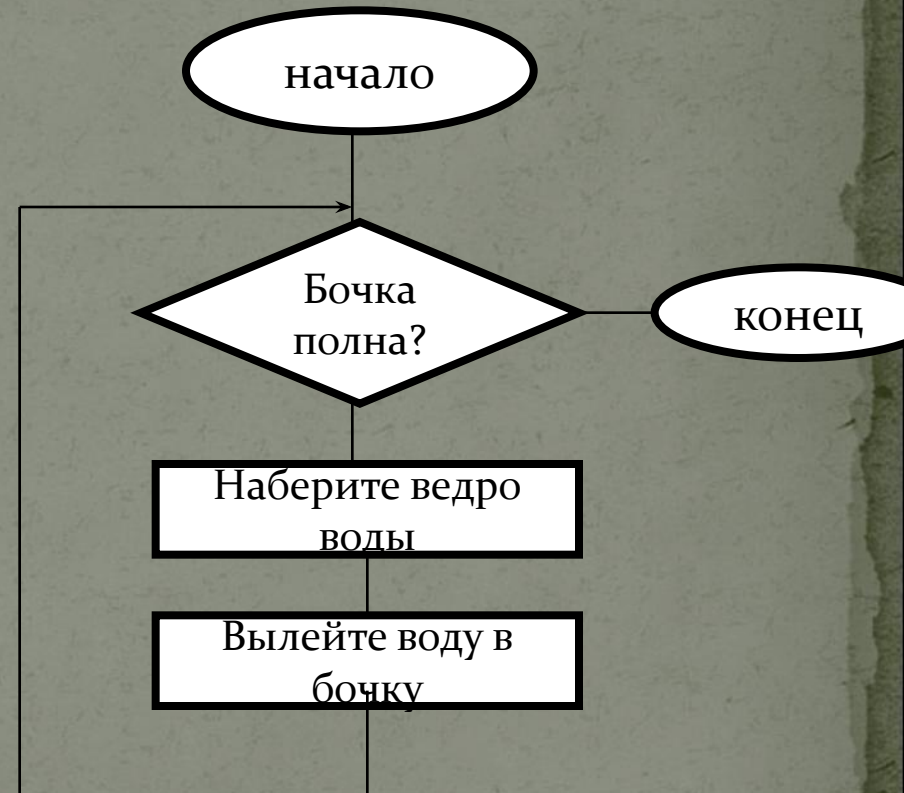 начало
Бочка
полна?
конец
Наберите ведро
воды
Вылейте воду в
бочку